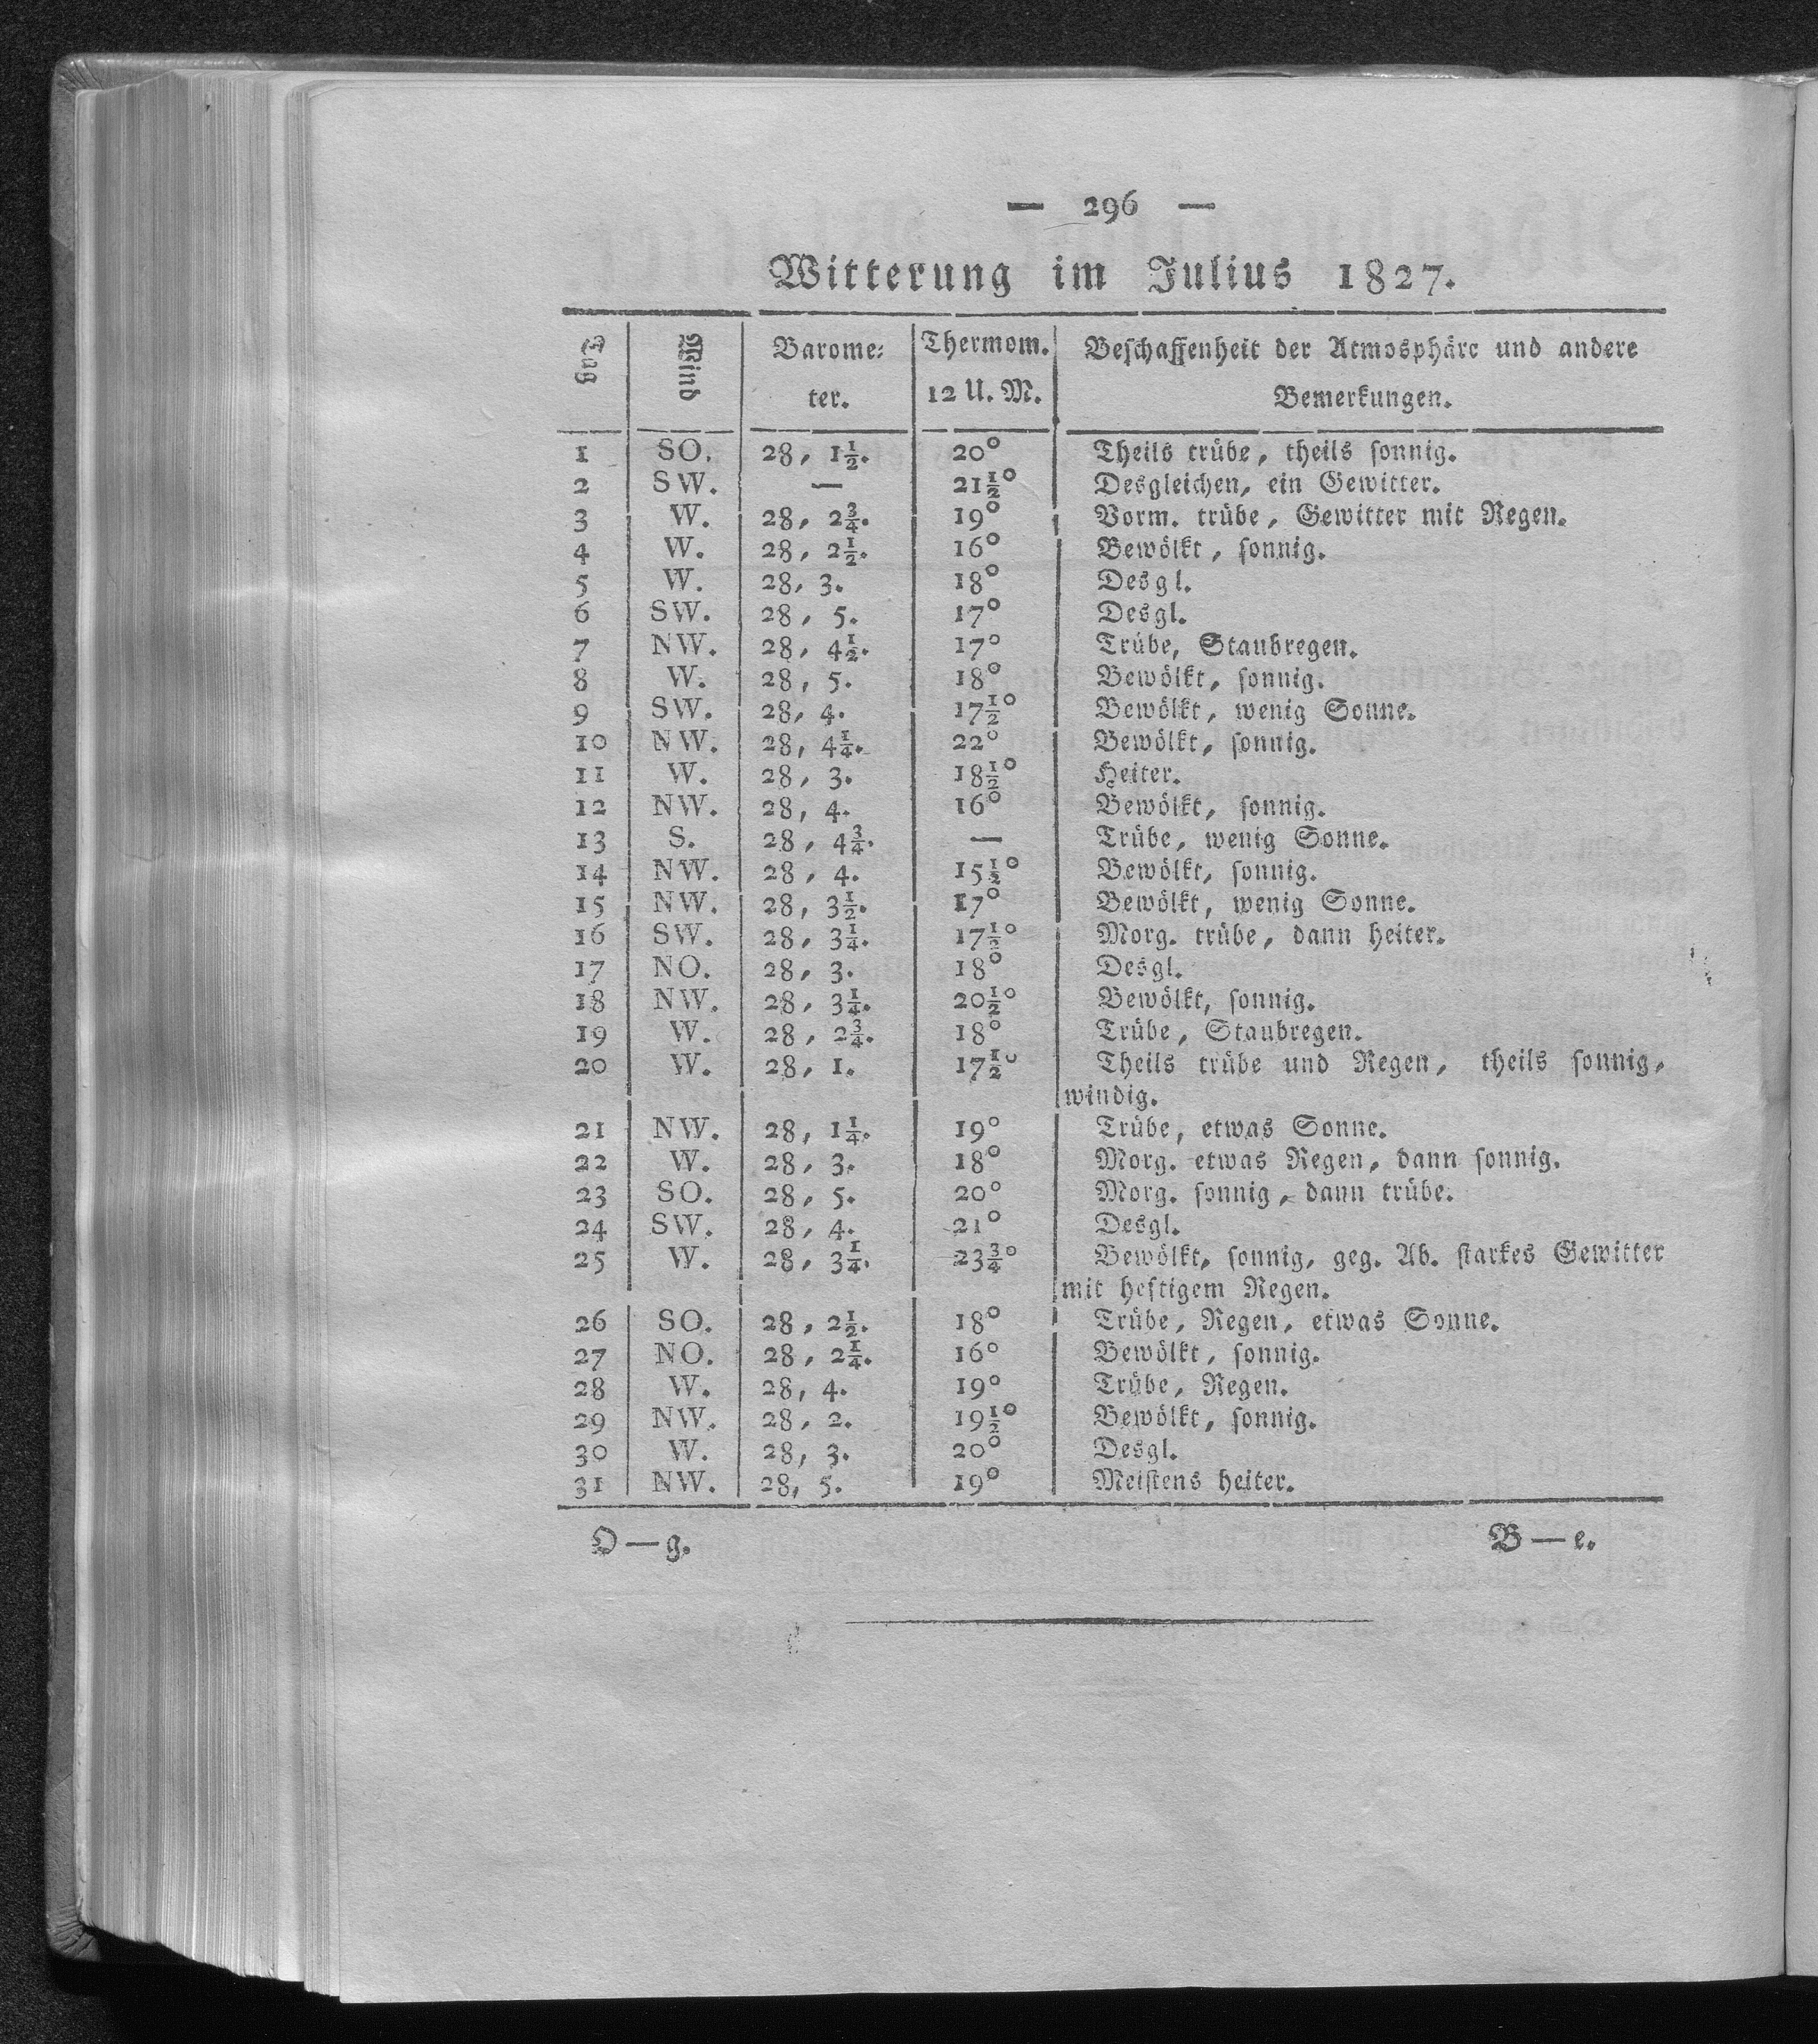 — 296 —
Witterung im Julius 1827.
Tag Wind Barome- Thermom. Beschaffenheit der Atmosphäre und andere
ter. 12 U. M. Bemerkungen.
1 SO. 28, 1½. 20° Theils trübe, theils sonnig.
2 SW. — 21½° Desgleichen, ein Gewitter.
3 W. 28, 2¾. 19° Vorm. trübe, Gewitter mit Regen.
4 W. 28, 2½. 16° Bewölkt, sonnig.
5 W. 28, 3. 18° Desgl.
6 SW. 28, 5. 17° Desgl.
7 NW. 28, 4½. 17° Trübe, Staubregen.
8 W. 28, 5. 18° Bewölkt, sonnig.
9 SW. 28, 4. 17½° Bewölkt, wenig Sonne.
10 NW. 28, 4¼. 22° Bewölkt, sonnig.
11 W. 28, 3. 18½° Heiter.
12 NW. 28, 4. 16° Bewölkt, sonnig.
13 S. 28, 4¾. — Trübe, wenig Sonne.
14 NW. 28, 4. 15½° Bewölkt, sonnig.
15 NW. 28, 3½. 17° Bewölkt, wenig Sonne.
16 SW. 28, 3¼. 17½° Morg. trübe, dann heiter.
17 NO. 28, 3. 18° Desgl.
18 NW. 28, 3¼. 20½° Bewölkt, sonnig.
19 W. 28, 2¾. 18° Trübe, Staubregen.
20 W. 28, 1. 17½° Theils trübe und Regen, theils sonnig,
windig.
21 NW. 28, 1¼. 19° Trübe, etwas Sonne.
22 W. 28, 3. 18° Morg. etwas Regen, dann sonnig.
23 SO. 28, 5. 20° Morg. sonnig, dann trübe.
24 SW. 28, 4. 21° Desgl.
25 W. 28, 3¼. 23¾° Bewölkt, sonnig, geg. Ab. starkes Gewitter
mit heftigem Regen.
26 SO. 28, 2½. 18° Trübe, Regen, etwas Sonne.
27 NO. 28, 2¼. 16° Bewölkt, sonnig.
28 W. 28, 4. 19° Trübe, Regen.
29 NW. 28, 2. 19½° Bewölkt, sonnig.
30 W. 28, 3. 20° Desgl.
31 NW. 28, 5. 19° Meistens heiter.
O — g. B — e.